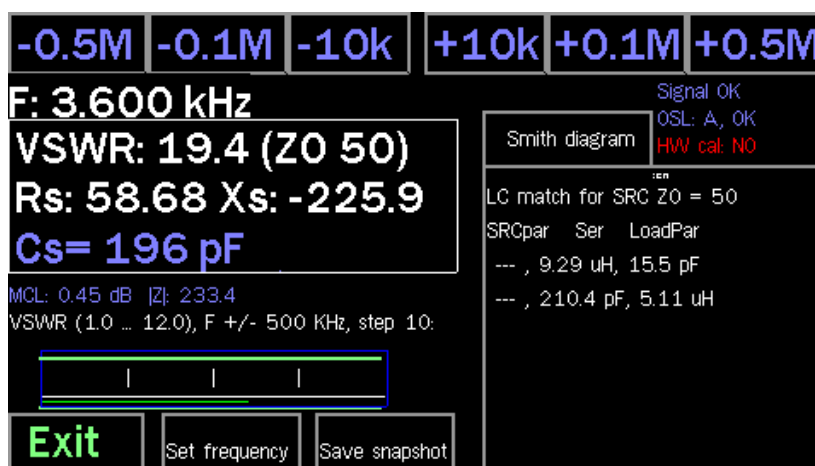 -0.5M -0.1M -10k +10k +0.1M +0.5M
F: 3.600 kHz
Signal OK
OSL: A, OK
HW cal: NO
Smith diagram
VSWR: 19.4 (Z0 50)
Rs: 58.68 Xs: -225.9
Cs= 196 pF
LC match for SRC Z0 = 50
SRCpar Ser LoadPar
--- , 9.29 uH, 15.5 pF
--- , 210.4 pF, 5.11 uH
MCL: 0.45 dB |Z|: 233.4
VSWR (1.0 … 12.0), F +/- 500 KHz, step 10:
Exit
Set frequency
Save snapshot